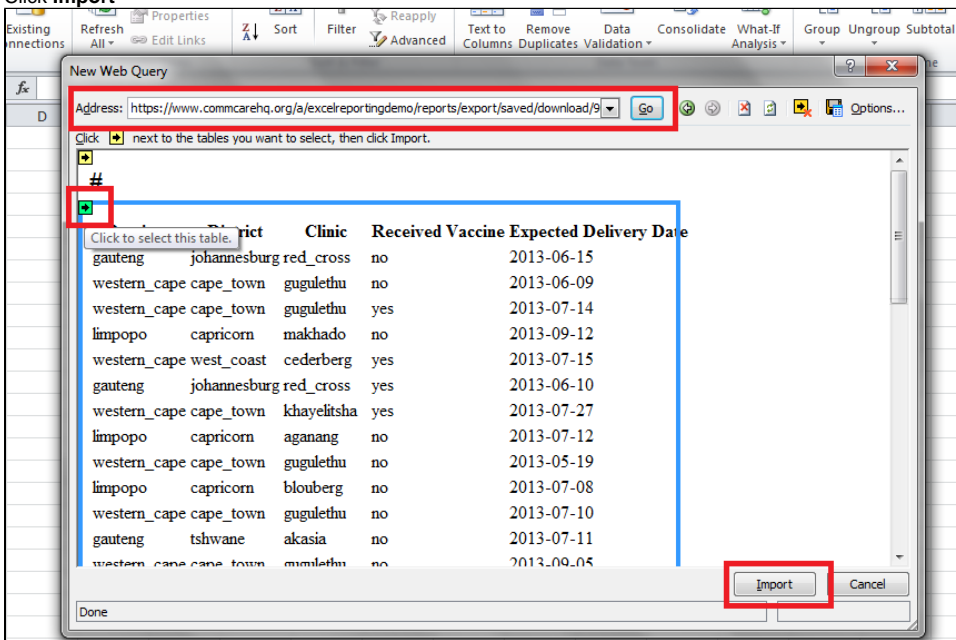 Click Import
Properties Reapply
Existing Refresh Sort Filter Text to Remove Data Consolidate What-If Group Ungroup Subtotal
All Edit Links Advanced Columns Duplicates Validation Analysis
New Web Query
fx
D
Address: https://www.commcarehq.org/a/excelreportingdemo/reports/export/saved/download/9 Go Options...
Click next to the tables you want to select, then click Import.
#
Click to select this table.
Clinic Received Vaccine Expected Delivery Date
gauteng johannesburg red_cross no 2013-06-15
western_cape cape_town gugulethu no 2013-06-09
western_cape cape_town gugulethu yes 2013-07-14
limpopo capricorn makhado no 2013-09-12
western_cape west_coast cederberg yes 2013-07-15
gauteng johannesburg red_cross yes 2013-06-10
western_cape cape_town khayelitsha yes 2013-07-27
limpopo capricorn aganang no 2013-07-12
western_cape cape_town gugulethu no 2013-05-19
limpopo capricorn blouberg no 2013-07-08
western_cape cape_town gugulethu no 2013-07-10
gauteng tshwane akasia no 2013-07-11
western_cape cape_town gugulethu no 2013-09-05
Import Cancel
Done